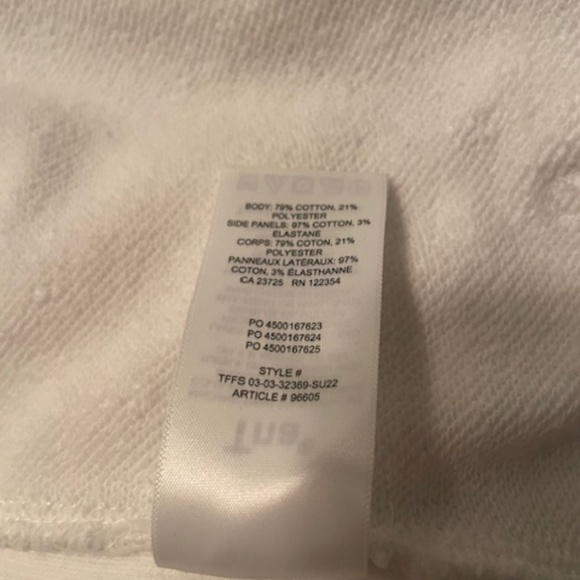 BODY: 79% COTTON, 21%
POLYESTER
SIDE PANELS: 97% COTTON, 3%
ELASTANE
CORPS: 79% COTON, 21%
POLYESTER
PANNEAUX LATÉRAUX: 97%
COTON, 3% ÉLASTHANNE
CA 23725 RN 122354
PO 4500167623
PO 4500167624
PO 4500167625
STYLE #
TFFS 03-03-32369-SU22
ARTICLE # 96605
Tna